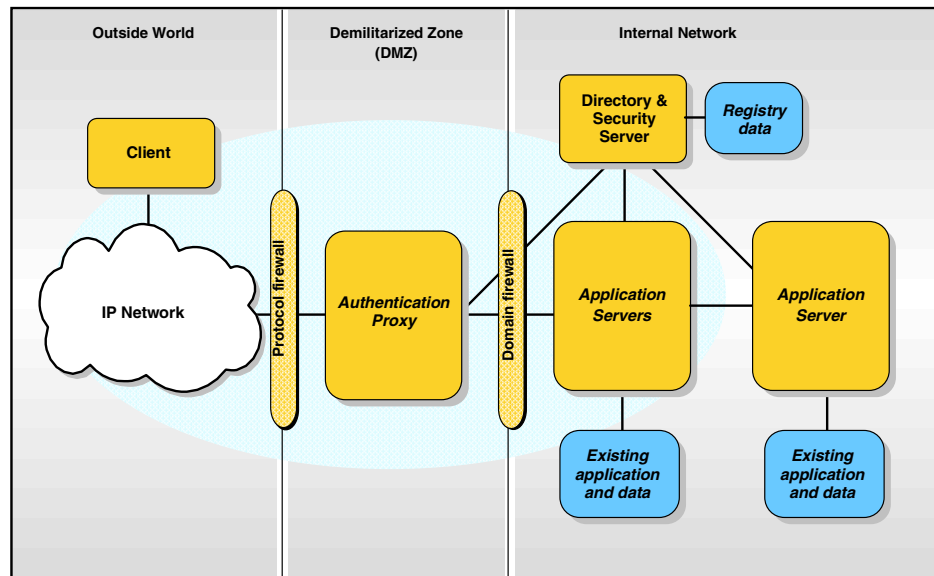 Outside World
Demilitarized Zone
(DMZ)
Internal Network
Directory &
Security
Server
Registry
data
Client
IP Network
Protocol firewall
Authentication
Proxy
Domain firewall
Application
Servers
Application
Server
Existing
application
and data
Existing
application
and data